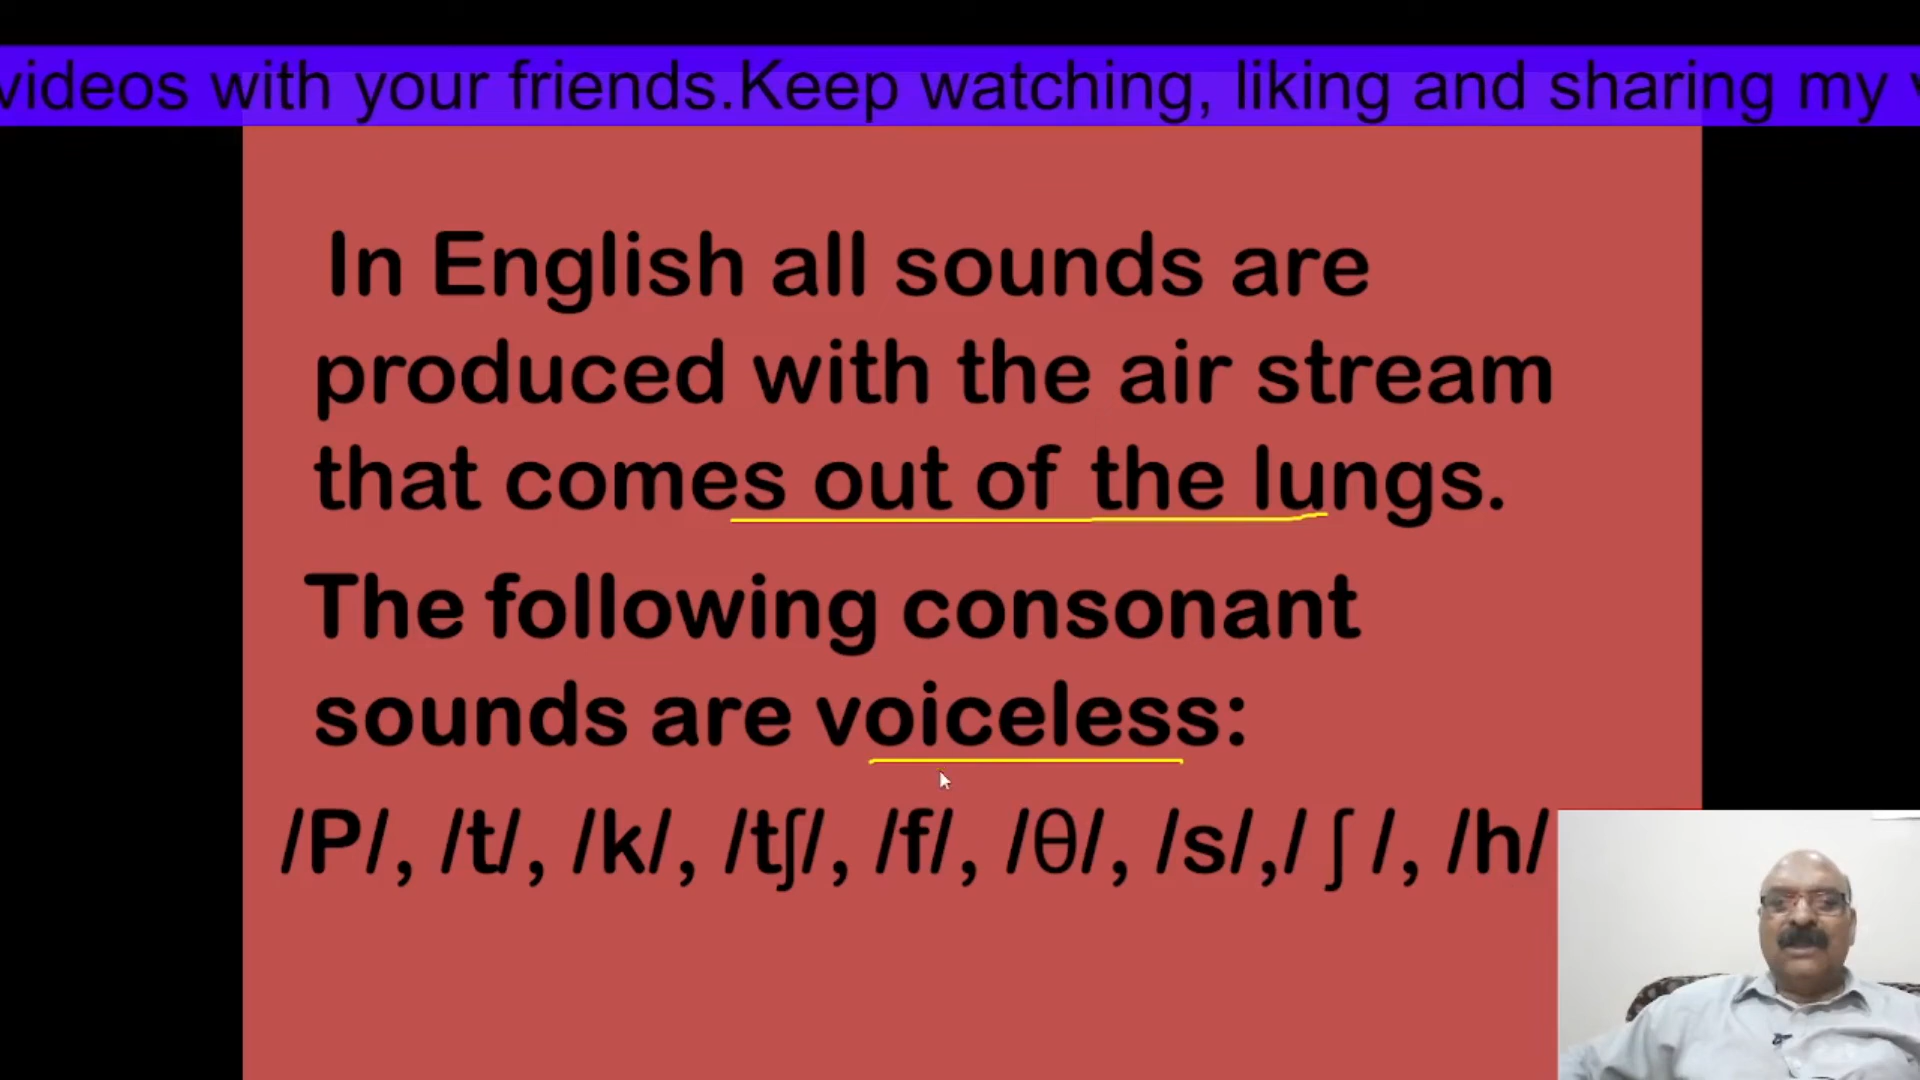 videos with your friends.Keep watching, liking and sharing my
In English all sounds are
produced with the air stream
that comes out of the lungs.
The following consonant
sounds are voiceless:
/P/, /t/, /k/, /tʃ/, /f/, /θ/, /s/,/ ʃ /, /h/